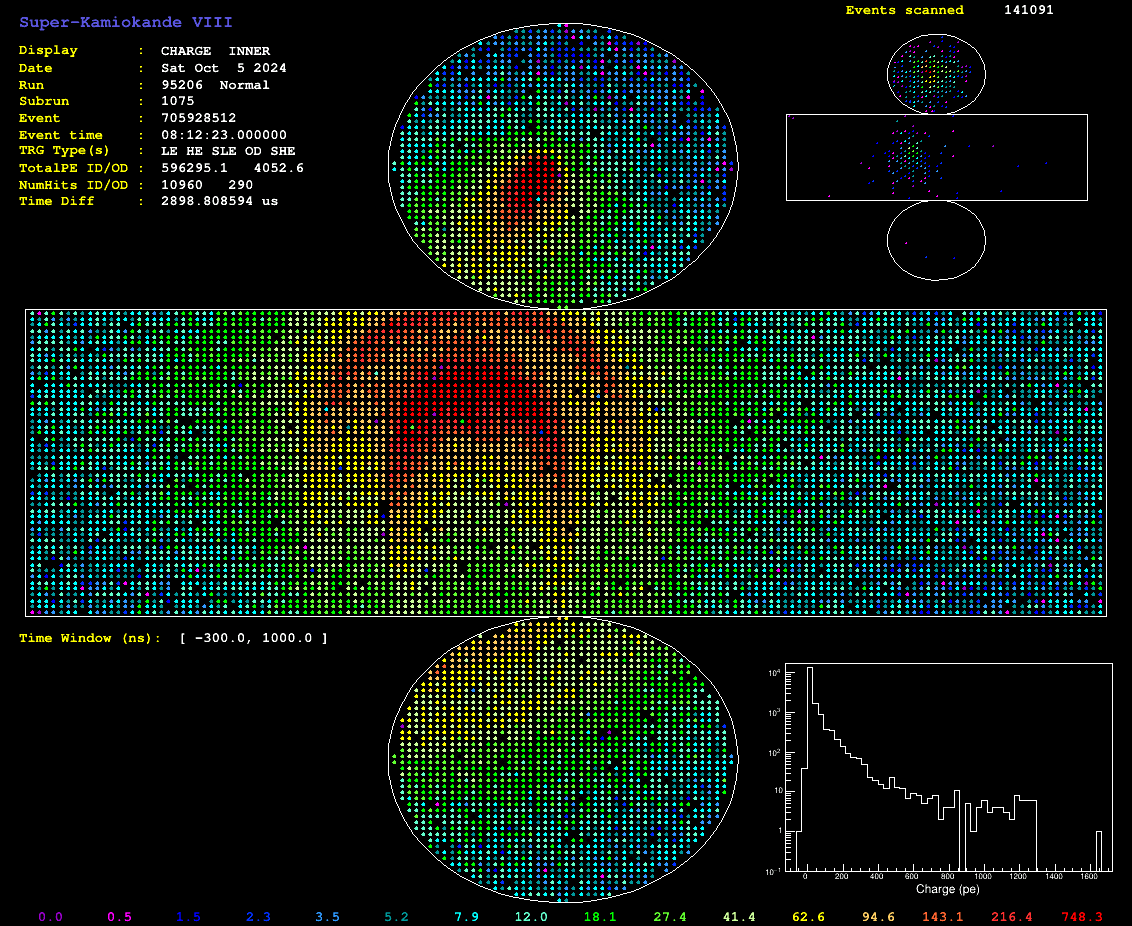 Super-Kamiokande VIII
Display : CHARGE INNER
Date : Sat Oct 5 2024
Run : 95206 Normal
Subrun : 1075
Event : 705928512
Event time : 08:12:23.000000
TRG Type(s) : LE HE SLE OD SHE
TotalPE ID/OD : 596295.1 4052.6
NumHits ID/OD : 10960 290
Time Diff : 2898.808594 us
Events scanned 141091
Time Window (ns): [ -300.0, 1000.0 ]
10^4
10^3
10^2
10
1
10^-1
0 200 400 600 800 1000 1200 1400 1600
Charge (pe)
0.0 0.5 1.5 2.3 3.5 5.2 7.9 12.0 18.1 27.4 41.4 62.6 94.6 143.1 216.4 748.3